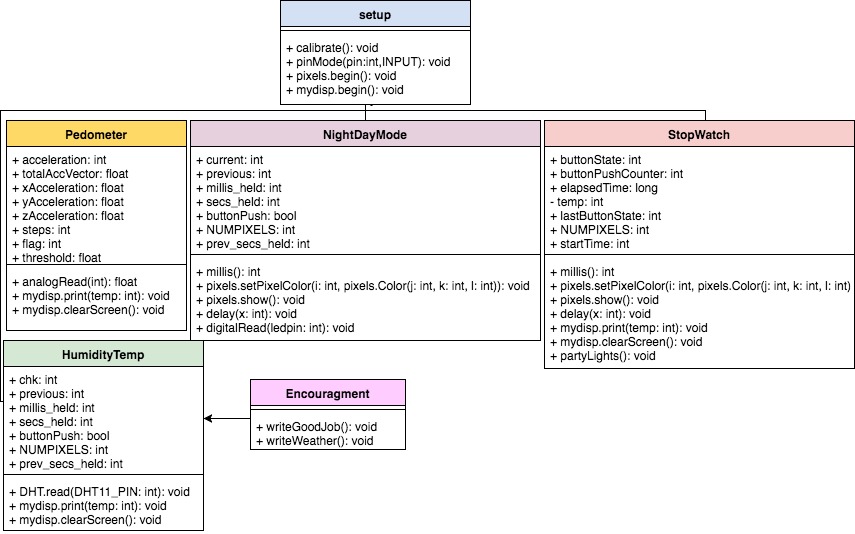 setup
+ calibrate(): void
+ pinMode(pin:int,INPUT): void
+ pixels.begin(): void
+ mydisp.begin(): void
Pedometer
+ acceleration: int
+ totalAccVector: float
+ xAcceleration: float
+ yAcceleration: float
+ zAcceleration: float
+ steps: int
+ flag: int
+ threshold: float
+ analogRead(int): float
+ mydisp.print(temp: int): void
+ mydisp.clearScreen(): void
NightDayMode
+ current: int
+ previous: int
+ millis_held: int
+ secs_held: int
+ buttonPush: bool
+ NUMPIXELS: int
+ prev_secs_held: int
+ millis(): int
+ pixels.setPixelColor(i: int, pixels.Color(j: int, k: int, l: int)): void
+ pixels.show(): void
+ delay(x: int): void
+ digitalRead(ledpin: int): void
StopWatch
+ buttonState: int
+ buttonPushCounter: int
+ elapsedTime: long
- temp: int
+ lastButtonState: int
+ NUMPIXELS: int
+ startTime: int
+ millis(): int
+ pixels.setPixelColor(i: int, pixels.Color(j: int, k: int, l: int)
+ pixels.show(): void
+ delay(x: int): void
+ mydisp.print(temp: int): void
+ mydisp.clearScreen(): void
+ partyLights(): void
HumidityTemp
+ chk: int
+ previous: int
+ millis_held: int
+ secs_held: int
+ buttonPush: bool
+ NUMPIXELS: int
+ prev_secs_held: int
+ DHT.read(DHT11_PIN: int): void
+ mydisp.print(temp: int): void
+ mydisp.clearScreen(): void
Encouragment
+ writeGoodJob(): void
+ writeWeather(): void